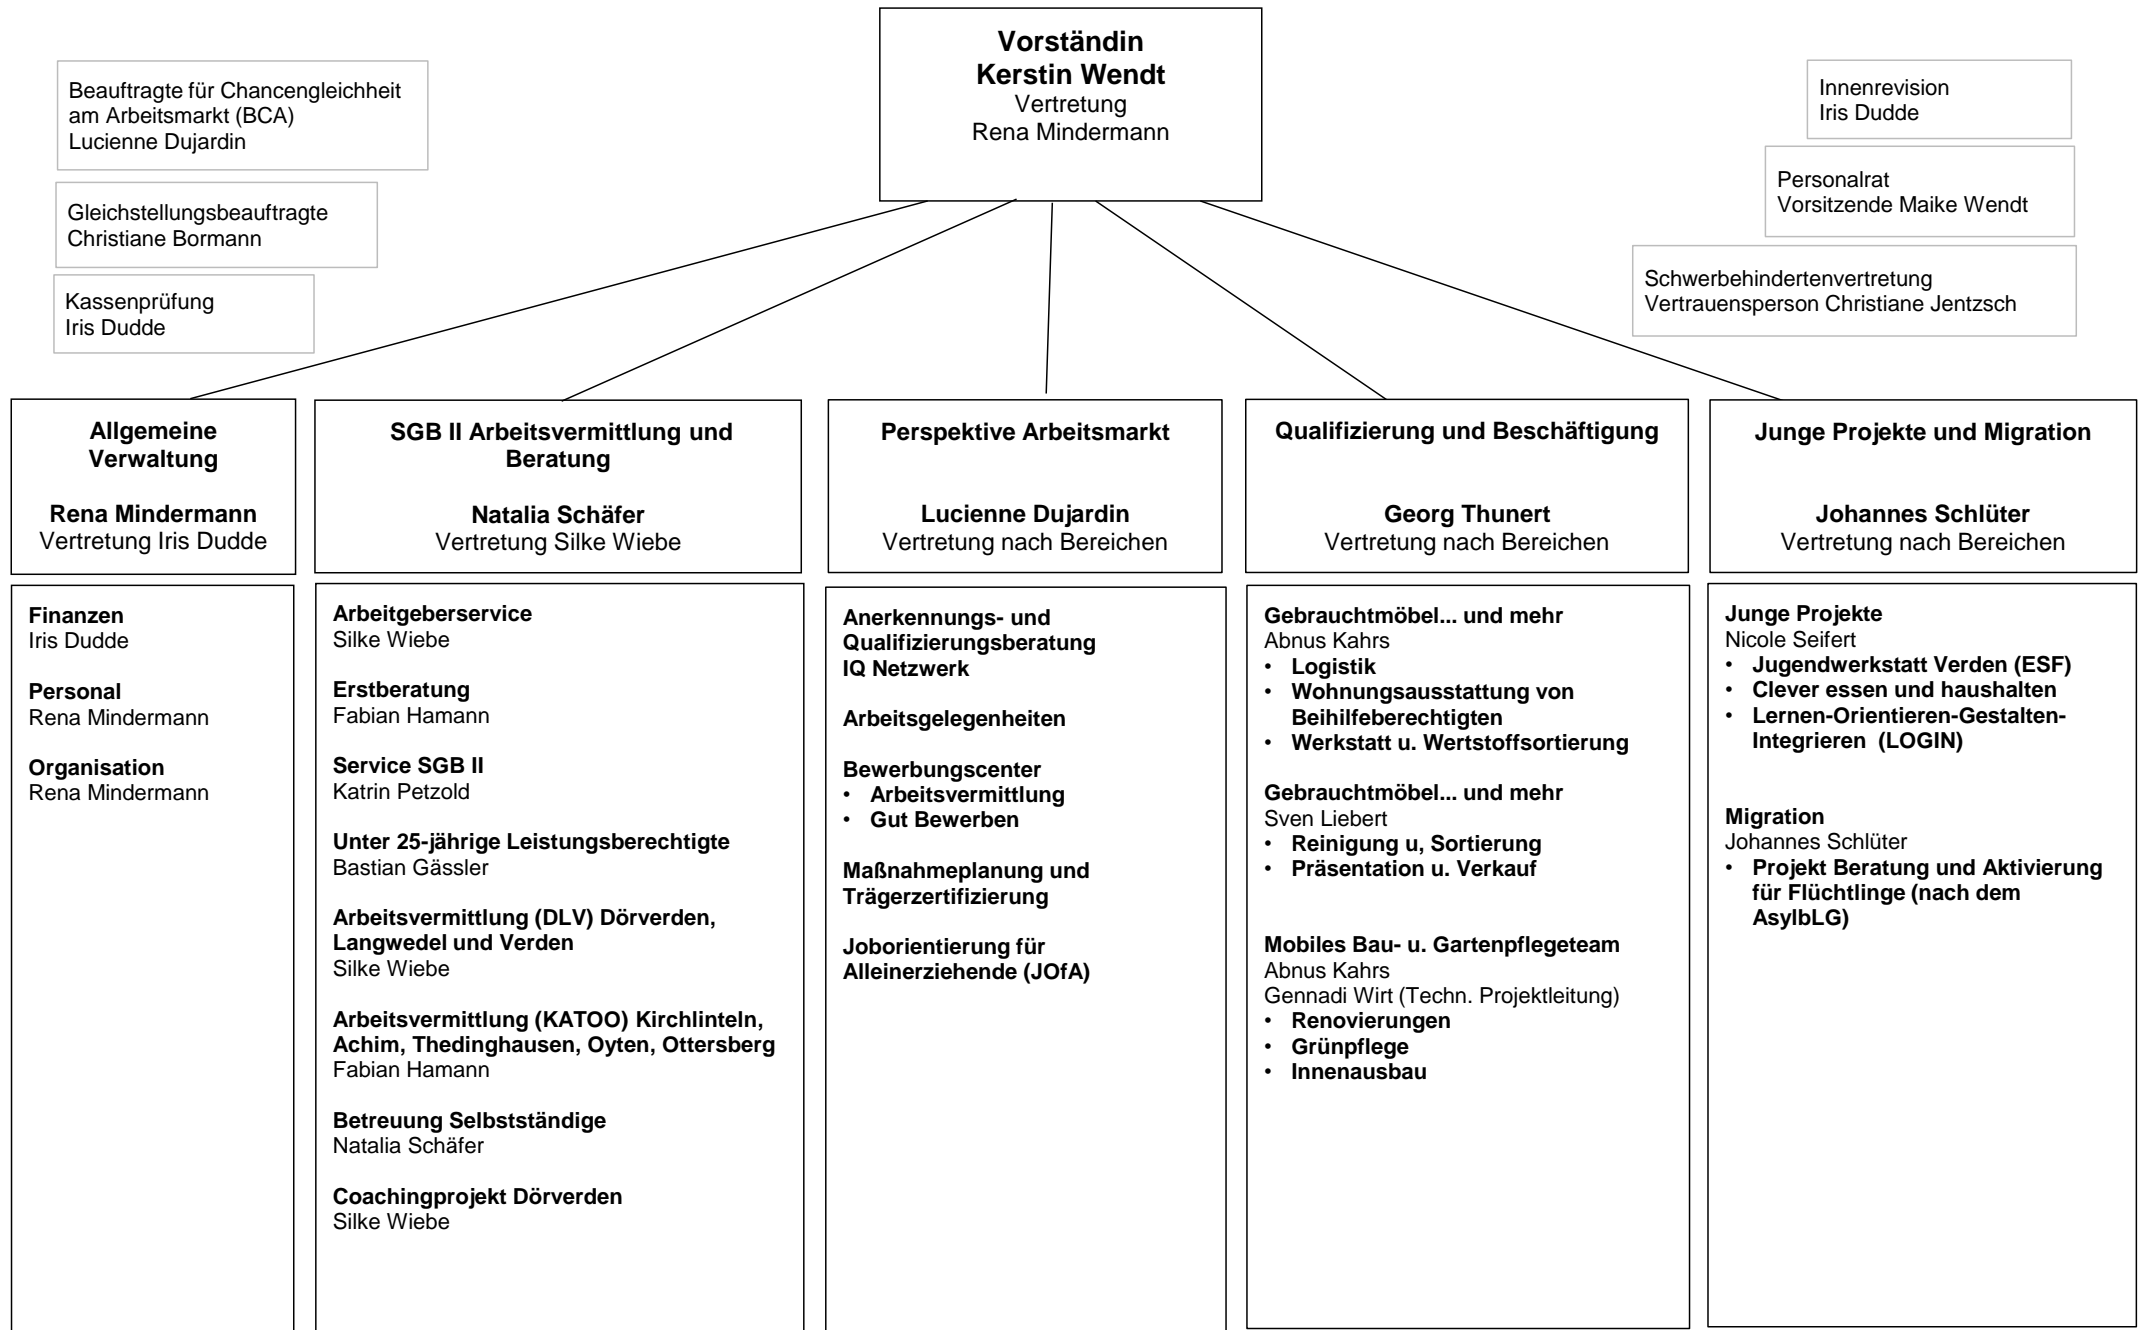 Vorständin
Kerstin Wendt
Vertretung
Rena Mindermann
Beauftragte für Chancengleichheit
am Arbeitsmarkt (BCA)
Lucienne Dujardin
Gleichstellungsbeauftragte
Christiane Bormann
Kassenprüfung
Iris Dudde
Innenrevision
Iris Dudde
Personalrat
Vorsitzende Maike Wendt
Schwerbehindertenvertretung
Vertrauensperson Christiane Jentzsch
Allgemeine
Verwaltung
Rena Mindermann
Vertretung Iris Dudde
Finanzen
Iris Dudde
Personal
Rena Mindermann
Organisation
Rena Mindermann
SGB II Arbeitsvermittlung und
Beratung
Natalia Schäfer
Vertretung Silke Wiebe
Arbeitgeberservice
Silke Wiebe
Erstberatung
Fabian Hamann
Service SGB II
Katrin Petzold
Unter 25-jährige Leistungsberechtigte
Bastian Gässler
Arbeitsvermittlung (DLV) Dörverden,
Langwedel und Verden
Silke Wiebe
Arbeitsvermittlung (KATOO) Kirchlinteln,
Achim, Thedinghausen, Oyten, Ottersberg
Fabian Hamann
Betreuung Selbstständige
Natalia Schäfer
Coachingprojekt Dörverden
Silke Wiebe
Perspektive Arbeitsmarkt
Lucienne Dujardin
Vertretung nach Bereichen
Anerkennungs- und
Qualifizierungsberatung
IQ Netzwerk
Arbeitsgelegenheiten
Bewerbungscenter
• Arbeitsvermittlung
• Gut Bewerben
Maßnahmeplanung und
Trägerzertifizierung
Joborientierung für
Alleinerziehende (JOfA)
Qualifizierung und Beschäftigung
Georg Thunert
Vertretung nach Bereichen
Gebrauchtmöbel... und mehr
Abnus Kahrs
• Logistik
• Wohnungsausstattung von
Beihilfeberechtigten
• Werkstatt u. Wertstoffsortierung
Gebrauchtmöbel... und mehr
Sven Liebert
• Reinigung u, Sortierung
• Präsentation u. Verkauf
Mobiles Bau- u. Gartenpflegeteam
Abnus Kahrs
Gennadi Wirt (Techn. Projektleitung)
• Renovierungen
• Grünpflege
• Innenausbau
Junge Projekte und Migration
Johannes Schlüter
Vertretung nach Bereichen
Junge Projekte
Nicole Seifert
• Jugendwerkstatt Verden (ESF)
• Clever essen und haushalten
• Lernen-Orientieren-Gestalten-
Integrieren (LOGIN)
Migration
Johannes Schlüter
• Projekt Beratung und Aktivierung
für Flüchtlinge (nach dem
AsylbLG)